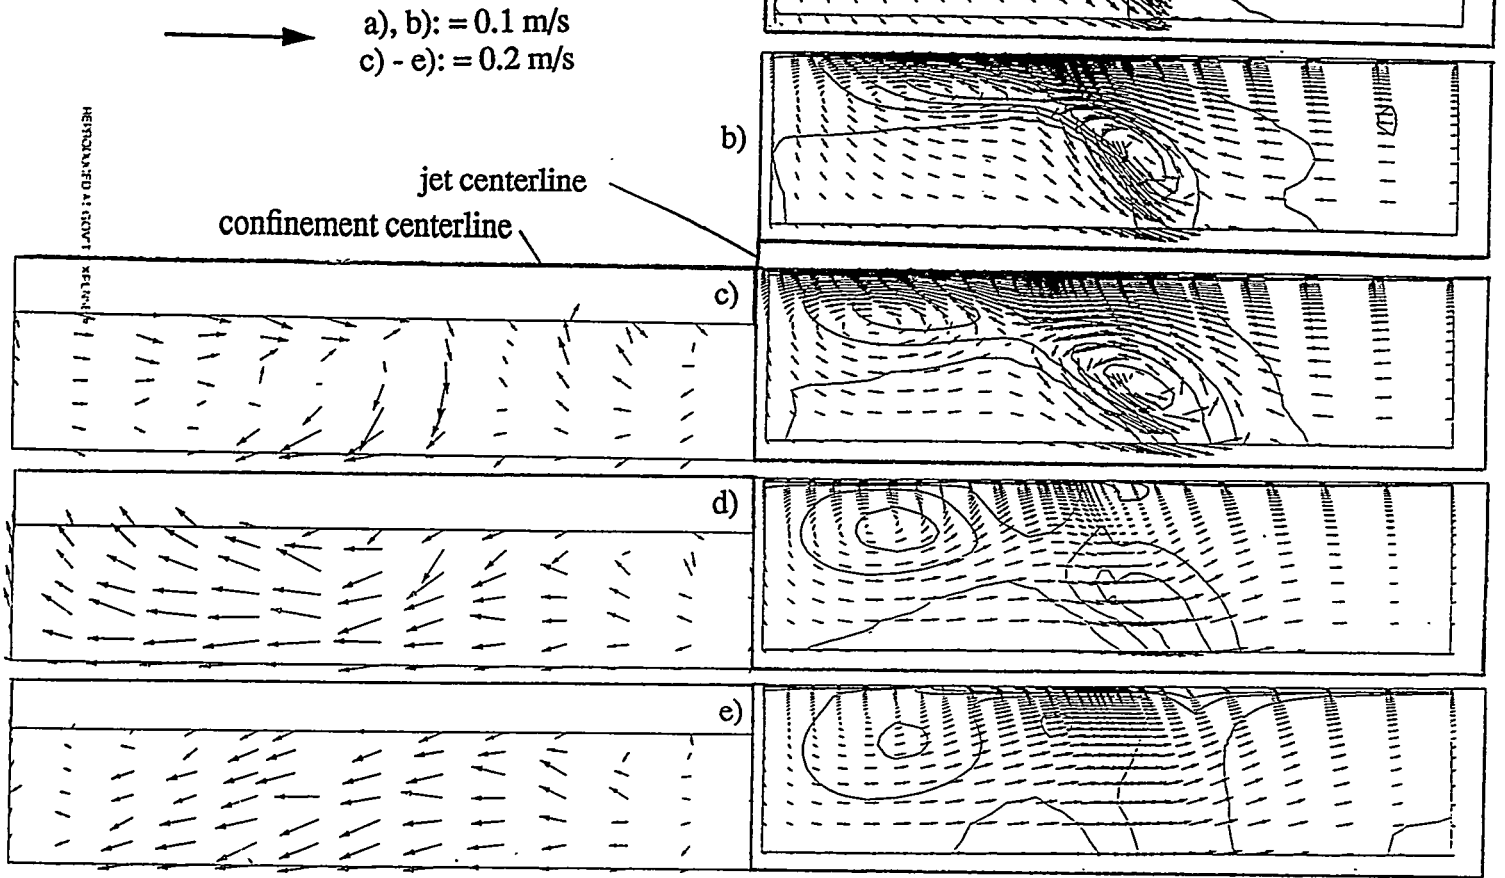 a), b): = 0.1 m/s
c) - e): = 0.2 m/s
b)
jet centerline
confinement centerline
c)
d)
e)